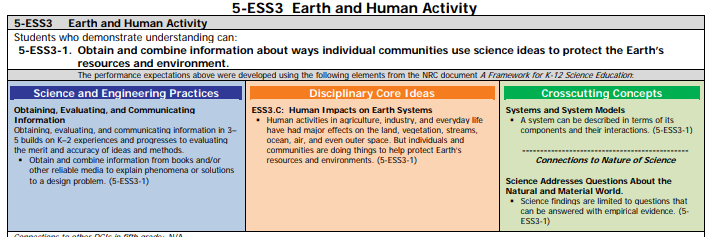 5-ESS3 Earth and Human Activity
5-ESS3 Earth and Human Activity
Students who demonstrate understanding can:
5-ESS3-1. Obtain and combine information about ways individual communities use science ideas to protect the Earth's
resources and environment.
The performance expectations above were developed using the following elements from the NRC document A Framework for K-12 Science Education:
Science and Engineering Practices
Obtaining, Evaluating, and Communicating
Information
Obtaining, evaluating, and communicating information in 3–
5 builds on K–2 experiences and progresses to evaluating
the merit and accuracy of ideas and methods.
▪ Obtain and combine information from books and/or
other reliable media to explain phenomena or solutions
to a design problem. (5-ESS3-1)
Disciplinary Core Ideas
ESS3.C: Human Impacts on Earth Systems
▪ Human activities in agriculture, industry, and everyday life
have had major effects on the land, vegetation, streams,
ocean, air, and even outer space. But individuals and
communities are doing things to help protect Earth's
resources and environments. (5-ESS3-1)
Crosscutting Concepts
Systems and System Models
▪ A system can be described in terms of its
components and their interactions. (5-ESS3-1)
----------------------------------------
Connections to Nature of Science
Science Addresses Questions About the
Natural and Material World.
▪ Science findings are limited to questions that
can be answered with empirical evidence. (5-
ESS3-1)
Connections to other DCIs in fifth grade: N/A